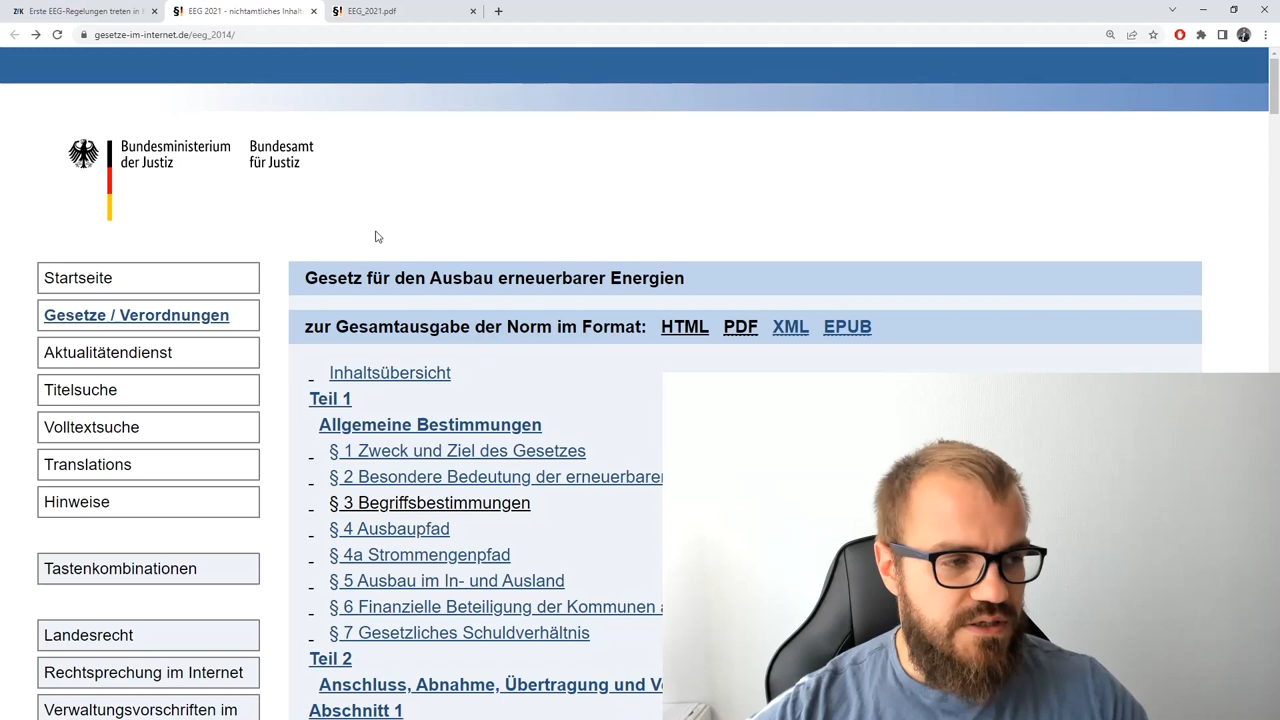 Erste EEG-Regelungen treten in
EEG 2021 - nichtamtliches Inhalts
EEG_2021.pdf
gesetze-im-internet.de/eeg_2014/
Bundesministerium
der Justiz
Bundesamt
für Justiz
Startseite
Gesetze / Verordnungen
Aktualitätendienst
Titelsuche
Volltextsuche
Translations
Hinweise
Tastenkombinationen
Landesrecht
Rechtsprechung im Internet
Verwaltungsvorschriften im
Gesetz für den Ausbau erneuerbarer Energien
zur Gesamtausgabe der Norm im Format: HTML PDF XML EPUB
Inhaltsübersicht
Teil 1
Allgemeine Bestimmungen
§ 1 Zweck und Ziel des Gesetzes
§ 2 Besondere Bedeutung der erneuerbarer
§ 3 Begriffsbestimmungen
§ 4 Ausbaupfad
§ 4a Strommengenpfad
§ 5 Ausbau im In- und Ausland
§ 6 Finanzielle Beteiligung der Kommunen a
§ 7 Gesetzliches Schuldverhältnis
Teil 2
Anschluss, Abnahme, Übertragung und Ve
Abschnitt 1